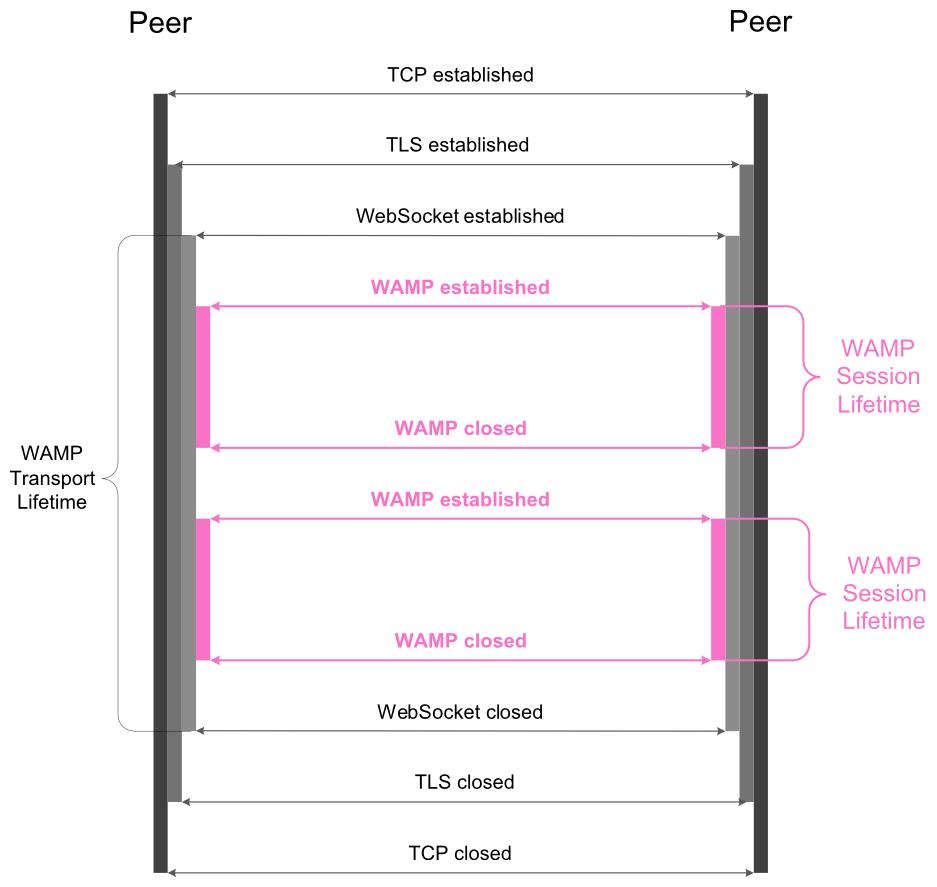 Peer
Peer
TCP established
TLS established
WebSocket established
WAMP established
WAMP
Session
Lifetime
WAMP closed
WAMP
Transport
Lifetime
WAMP established
WAMP
Session
Lifetime
WAMP closed
WebSocket closed
TLS closed
TCP closed